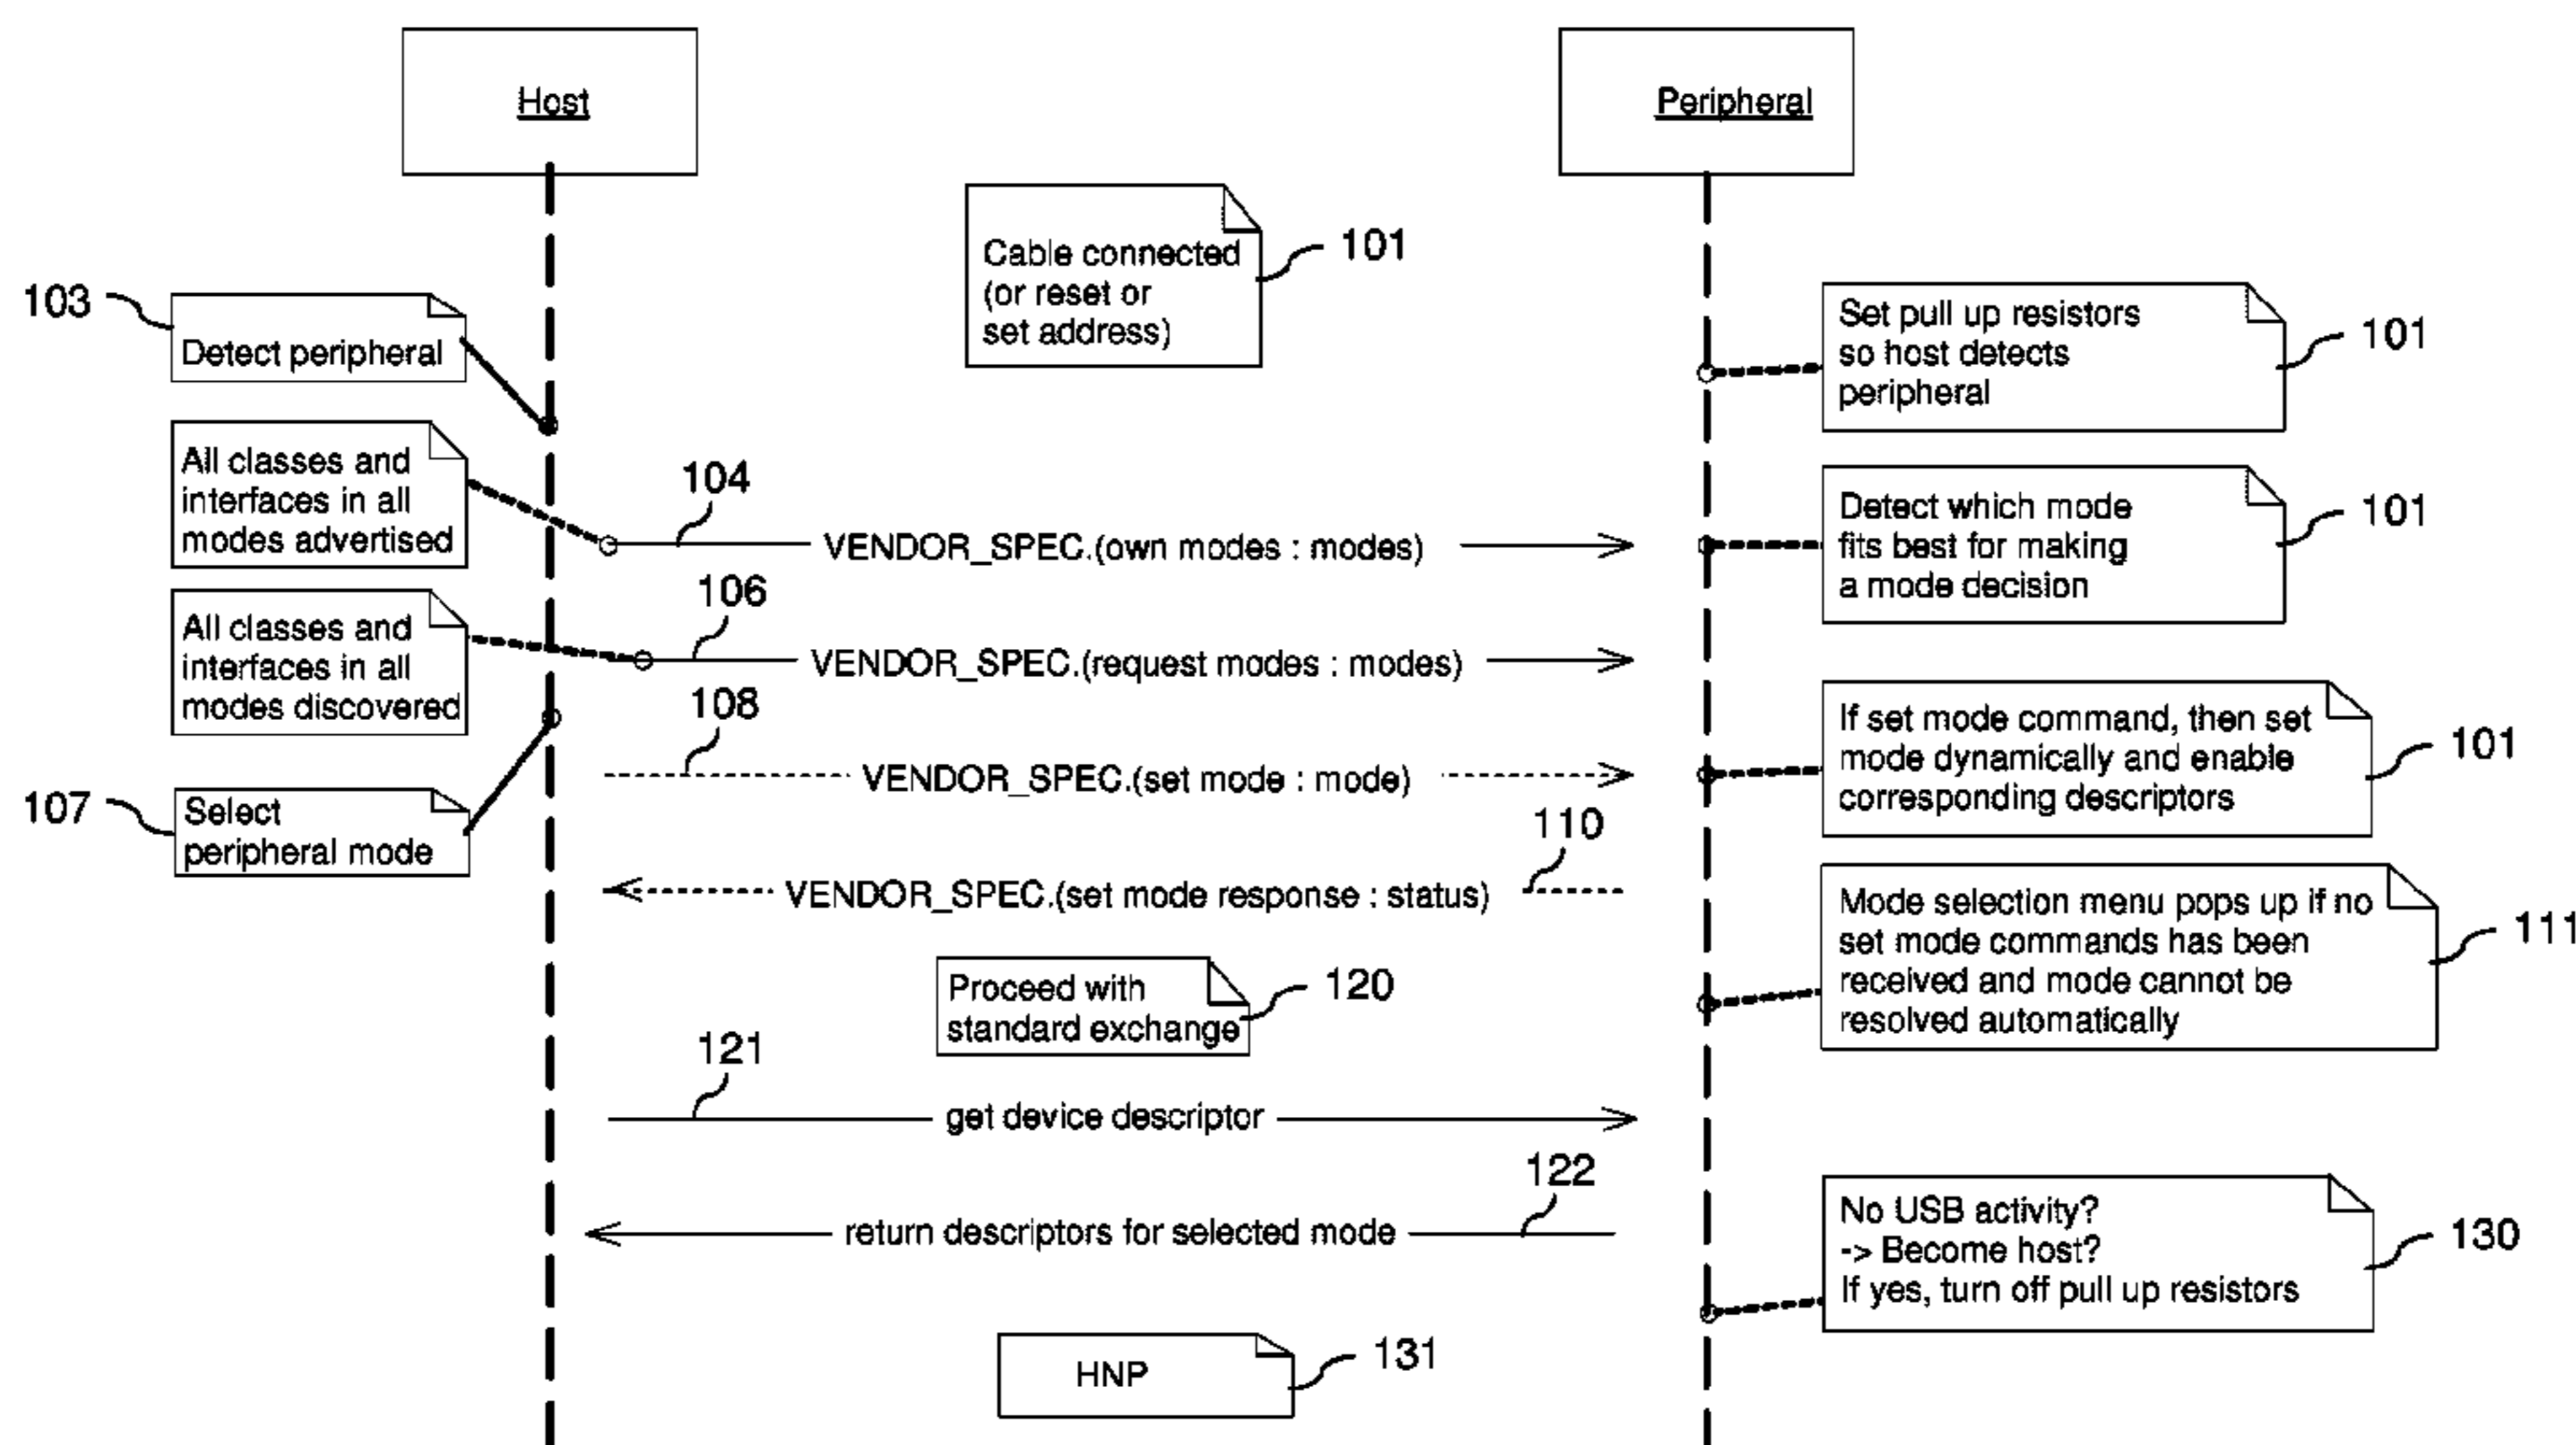 Host
Peripheral
Cable connected
(or reset or
set address)
101
103
Detect peripheral
Set pull up resistors
so host detects
peripheral
101
All classes and
interfaces in all
modes advertised
104
VENDOR_SPEC.(own modes : modes)
Detect which mode
fits best for making
a mode decision
101
All classes and
interfaces in all
modes discovered
106
VENDOR_SPEC.(request modes : modes)
108
VENDOR_SPEC.(set mode : mode)
If set mode command, then set
mode dynamically and enable
corresponding descriptors
101
107
Select
peripheral mode
110
VENDOR_SPEC.(set mode response : status)
Mode selection menu pops up if no
set mode commands has been
received and mode cannot be
resolved automatically
111
Proceed with
standard exchange
120
121
get device descriptor
122
return descriptors for selected mode
No USB activity?
-> Become host?
If yes, turn off pull up resistors
130
HNP
131